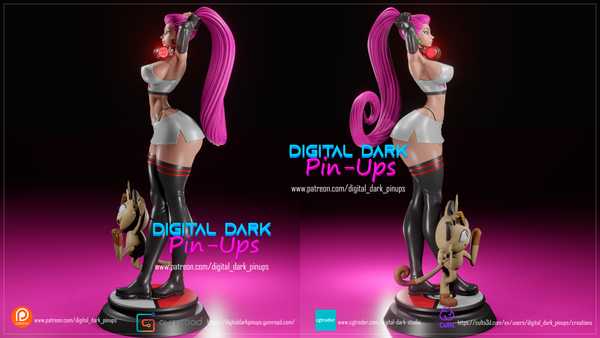 DIGITAL DARK
Pin-Ups
www.patreon.com/digital_dark_pinups
DIGITAL DARK
Pin-Ups
www.patreon.com/digital_dark_pinups
PATREON
www.patreon.com/digital_dark_pinups
gumroad
https://digitaldarkpinups.gumroad.com/
cgtrader
www.cgtrader.com/digital-dark-studio
Cults
https://cults3d.com/en/users/digital_dark_pinups/creations